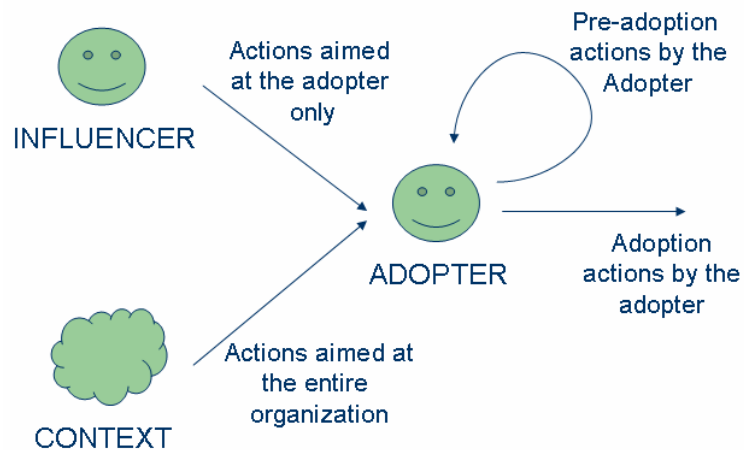 Actions aimed
at the adopter
only
Pre-adoption
actions by the
Adopter
INFLUENCER
ADOPTER
Adoption
actions by the
adopter
Actions aimed at
the entire
organization
CONTEXT